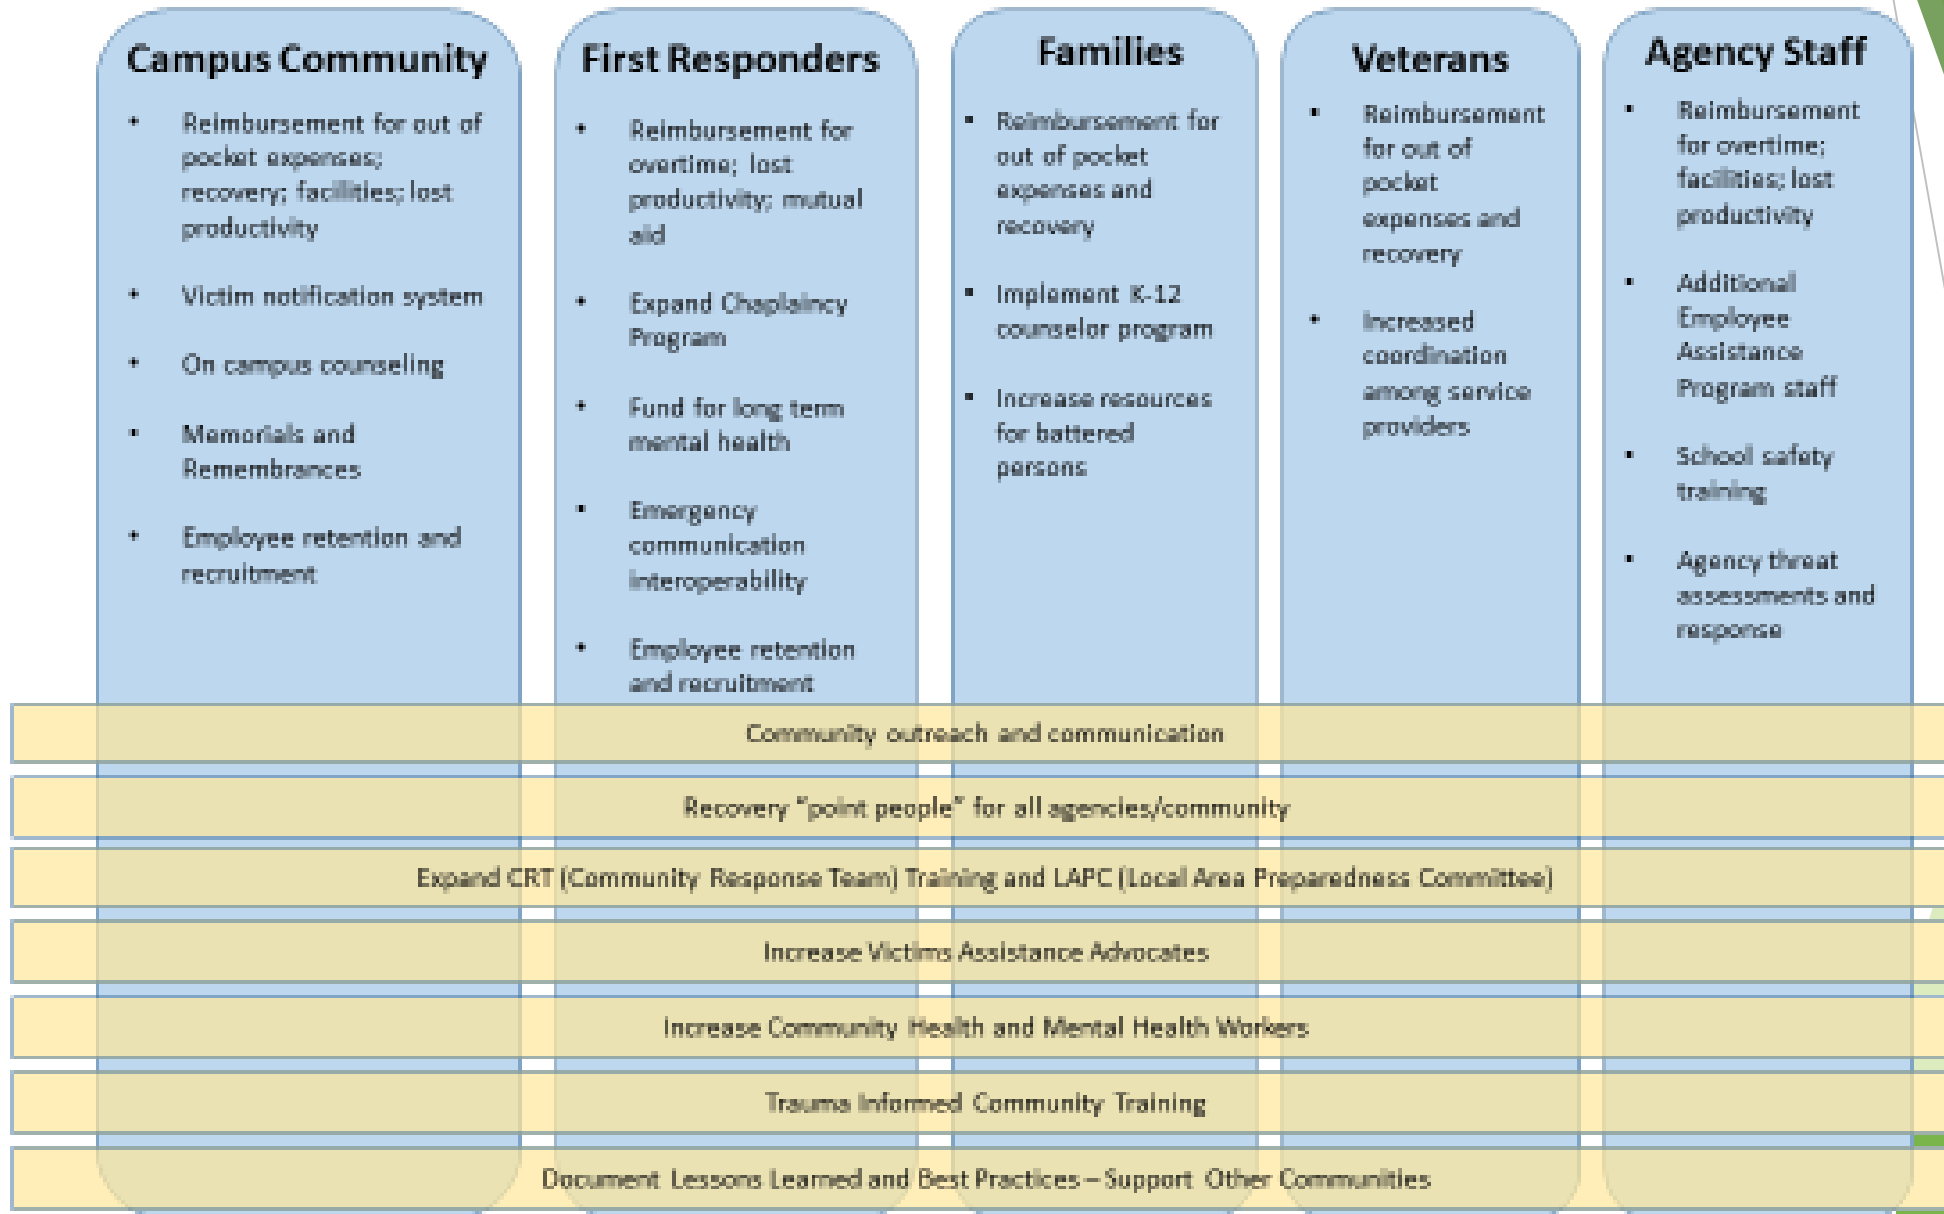 Campus Community
• Reimbursement for out of
pocket expenses;
recovery; facilities; lost
productivity
• Victim notification system
• On campus counseling
• Memorials and
Remembrances
• Employee retention and
recruitment
First Responders
• Reimbursement for
overtime; lost
productivity; mutual
aid
• Expand Chaplaincy
Program
• Fund for long term
mental health
• Emergency
communication
interoperability
• Employee retention
and recruitment
Families
• Reimbursement for
out of pocket
expenses and
recovery
• Implement K-12
counselor program
• Increase resources
for battered
persons
Veterans
• Reimbursement
for out of
pocket
expenses and
recovery
• Increased
coordination
among service
providers
Agency Staff
• Reimbursement
for overtime;
facilities; lost
productivity
• Additional
Employee
Assistance
Program staff
• School safety
training
• Agency threat
assessments and
response
Community outreach and communication
Recovery “point people” for all agencies/community
Expand CRT (Community Response Team) Training and LAPC (Local Area Preparedness Committee)
Increase Victims Assistance Advocates
Increase Community Health and Mental Health Workers
Trauma Informed Community Training
Document Lessons Learned and Best Practices – Support Other Communities